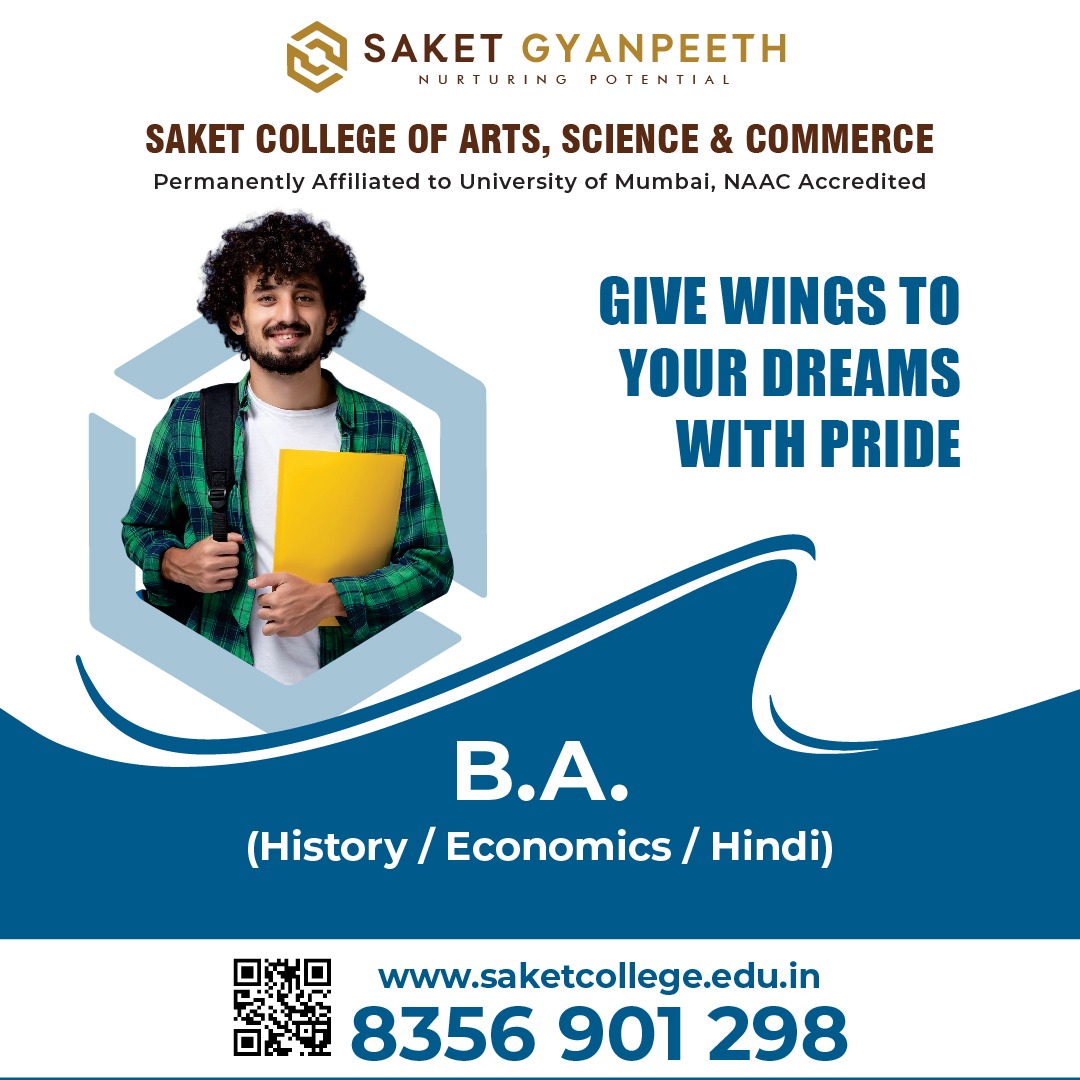 SAKET GYANPEETH
NURTURING POTENTIAL
SAKET COLLEGE OF ARTS, SCIENCE & COMMERCE
Permanently Affiliated to University of Mumbai, NAAC Accredited
GIVE WINGS TO
YOUR DREAMS
WITH PRIDE
B.A.
(History / Economics / Hindi)
www.saketcollege.edu.in
8356 901 298